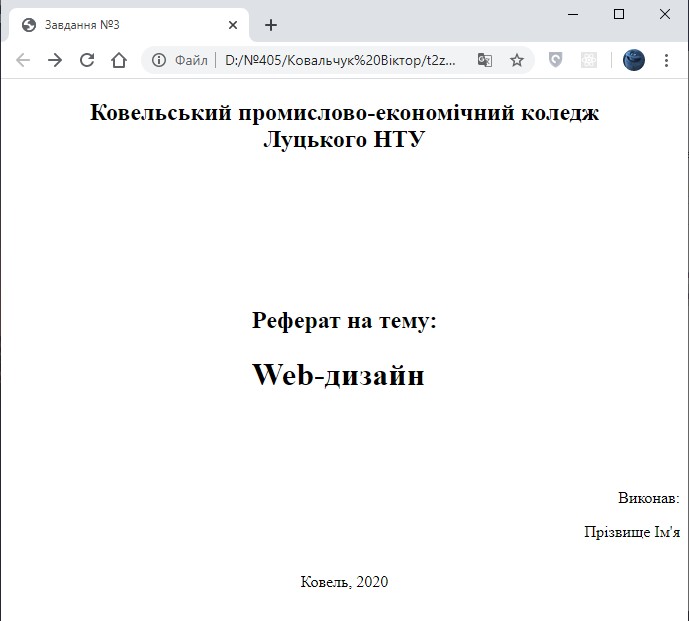 Завдання №3
Файл
D:/№405/Ковальчук%20Віктор/t2z...
Ковельський промислово-економічний коледж
Луцького НТУ
Реферат на тему:
Web-дизайн
Виконав:
Прізвище Ім'я
Ковель, 2020